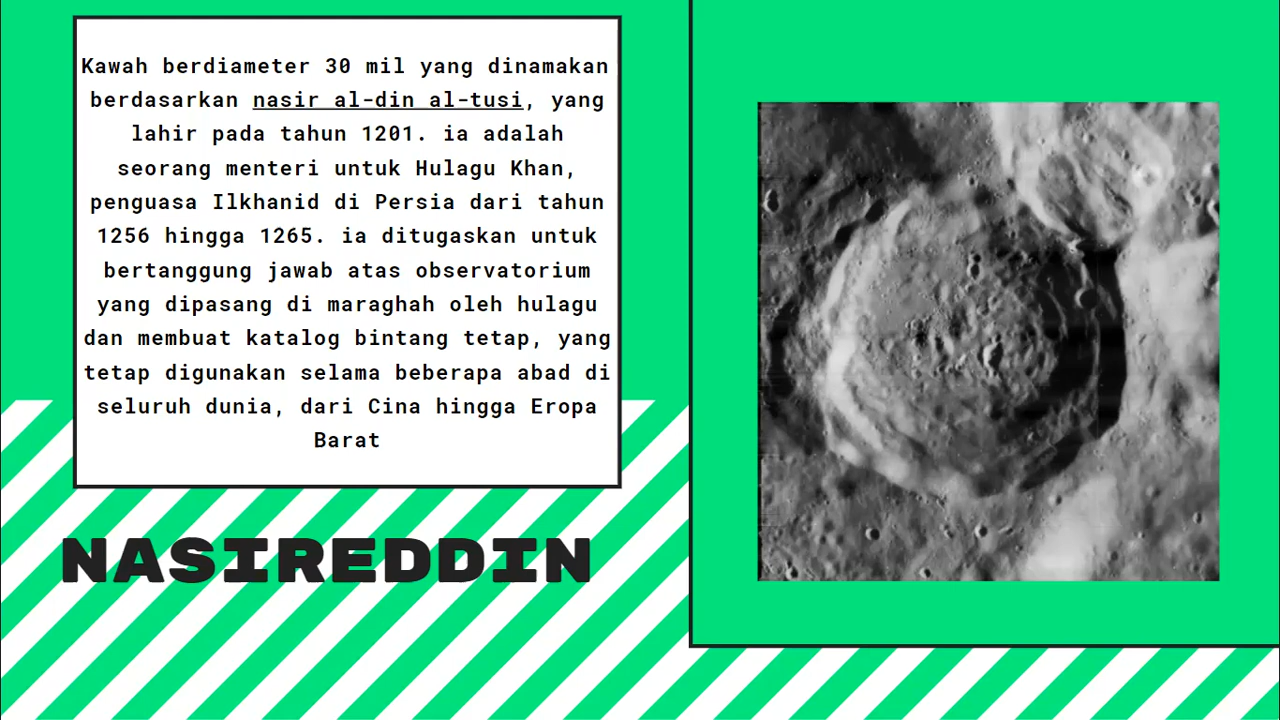 Kawah berdiameter 30 mil yang dinamakan
berdasarkan nasir al-din al-tusi, yang
lahir pada tahun 1201. ia adalah
seorang menteri untuk Hulagu Khan,
penguasa Ilkhanid di Persia dari tahun
1256 hingga 1265. ia ditugaskan untuk
bertanggung jawab atas observatorium
yang dipasang di maraghah oleh hulagu
dan membuat katalog bintang tetap, yang
tetap digunakan selama beberapa abad di
seluruh dunia, dari Cina hingga Eropa
Barat
NASIREDDIN